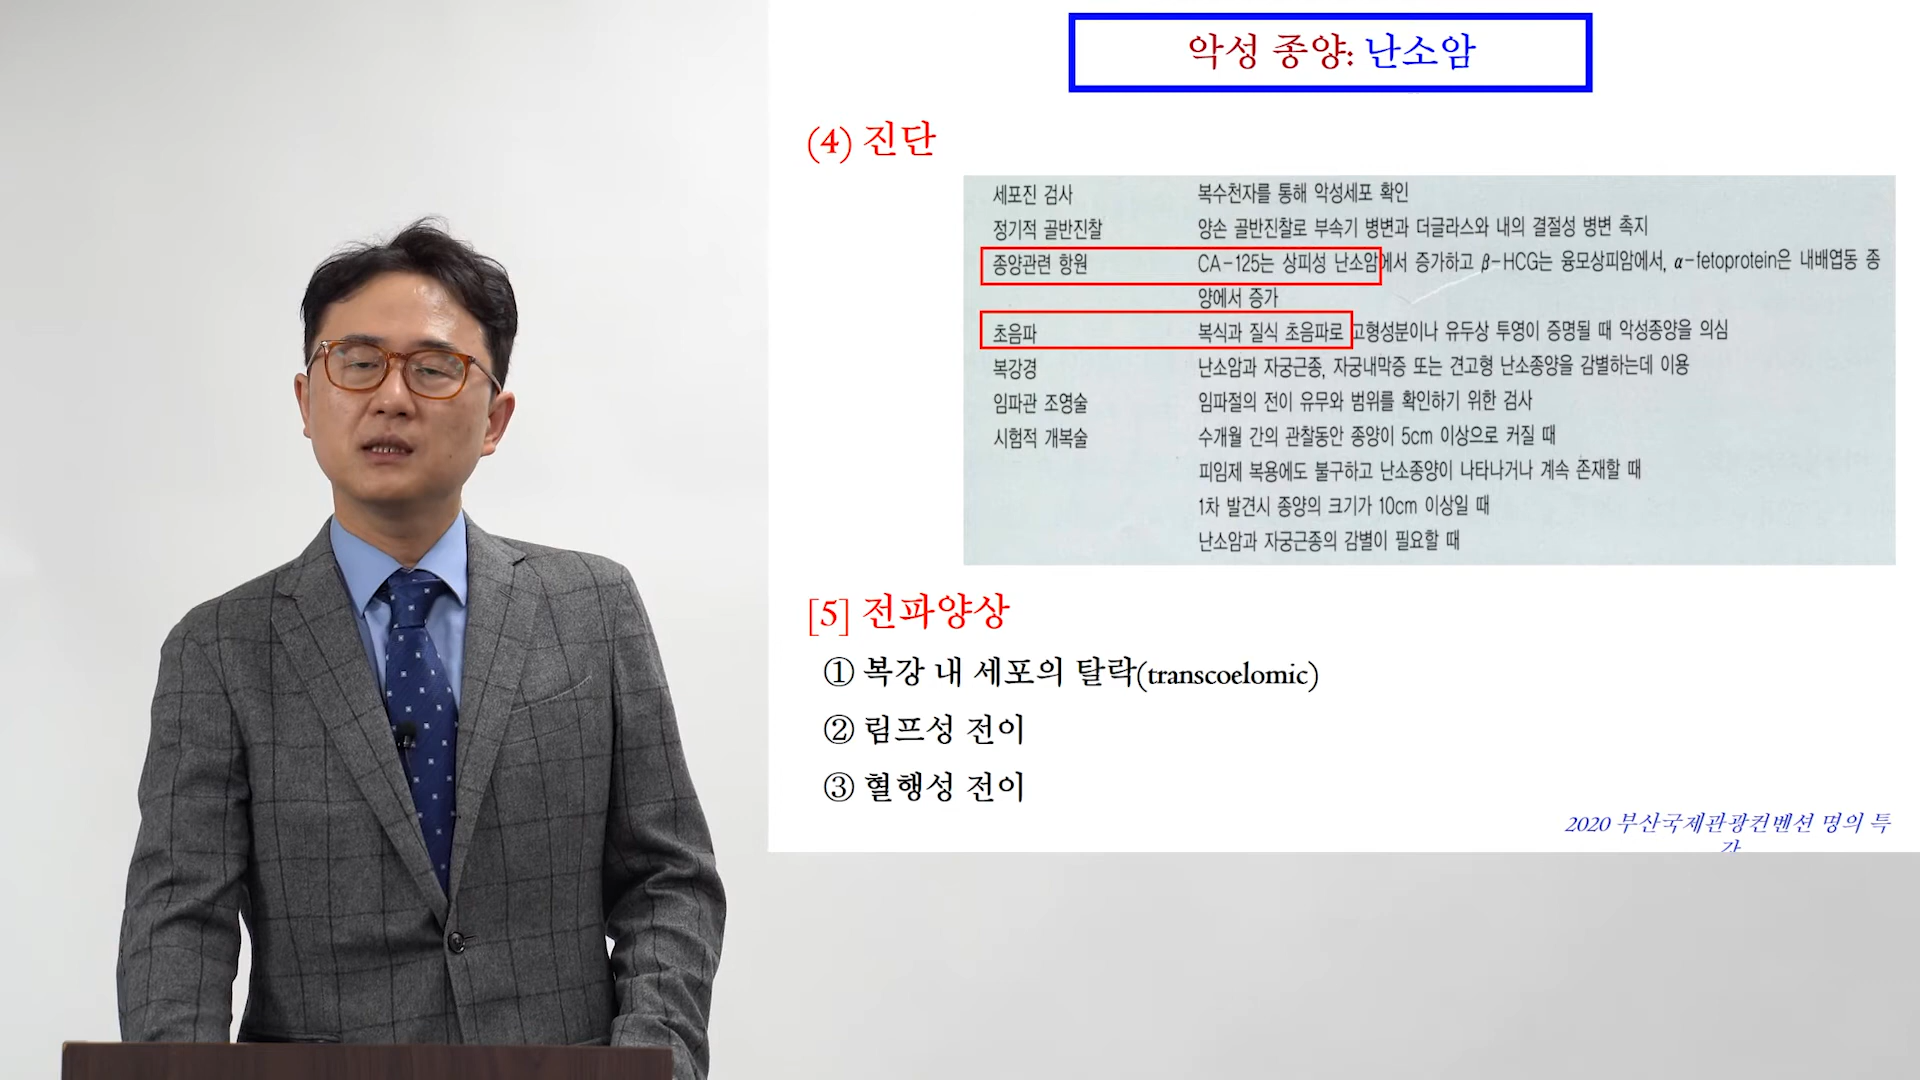 악성 종양: 난소암
(4) 진단
세포진 검사 복수천자를 통해 악성세포 확인
정기적 골반진찰 양손 골반진찰로 부속기 병변과 더글라스와 내의 결절성 병변 촉지
종양관련 항원 CA-125는 상피성 난소암에서 증가하고 β-HCG는 융모상피암에서, α-fetoprotein은 내배엽동 종
양에서 증가
초음파 복식과 질식 초음파로 고형성분이나 유두상 투영이 증명될 때 악성종양을 의심
복강경 난소암과 자궁근종, 자궁내막증 또는 견고형 난소종양을 감별하는데 이용
임파관 조영술 임파절의 전이 유무와 범위를 확인하기 위한 검사
시험적 개복술 수개월 간의 관찰동안 종양이 5cm 이상으로 커질 때
피임제 복용에도 불구하고 난소종양이 나타나거나 계속 존재할 때
1차 발견시 종양의 크기가 10cm 이상일 때
난소암과 자궁근종의 감별이 필요할 때
[5] 전파양상
① 복강 내 세포의 탈락(transcoelomic)
② 림프성 전이
③ 혈행성 전이
2020 부산국제관광컨벤션 명의 특